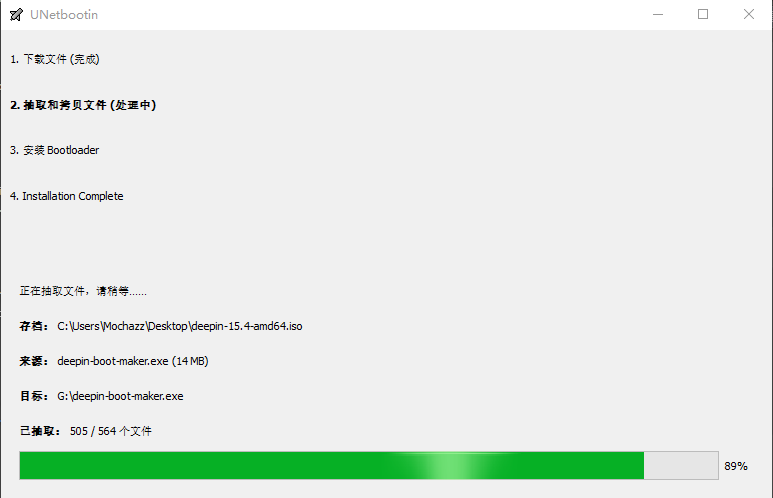 UNetbootin
1. 下载文件 (完成)
2. 抽取和拷贝文件 (处理中)
3. 安装 Bootloader
4. Installation Complete
正在抽取文件，请稍等......
存档： C:\Users\Mochazz\Desktop\deepin-15.4-amd64.iso
来源： deepin-boot-maker.exe (14 MB)
目标： G:\deepin-boot-maker.exe
已抽取： 505 / 564 个文件
89%